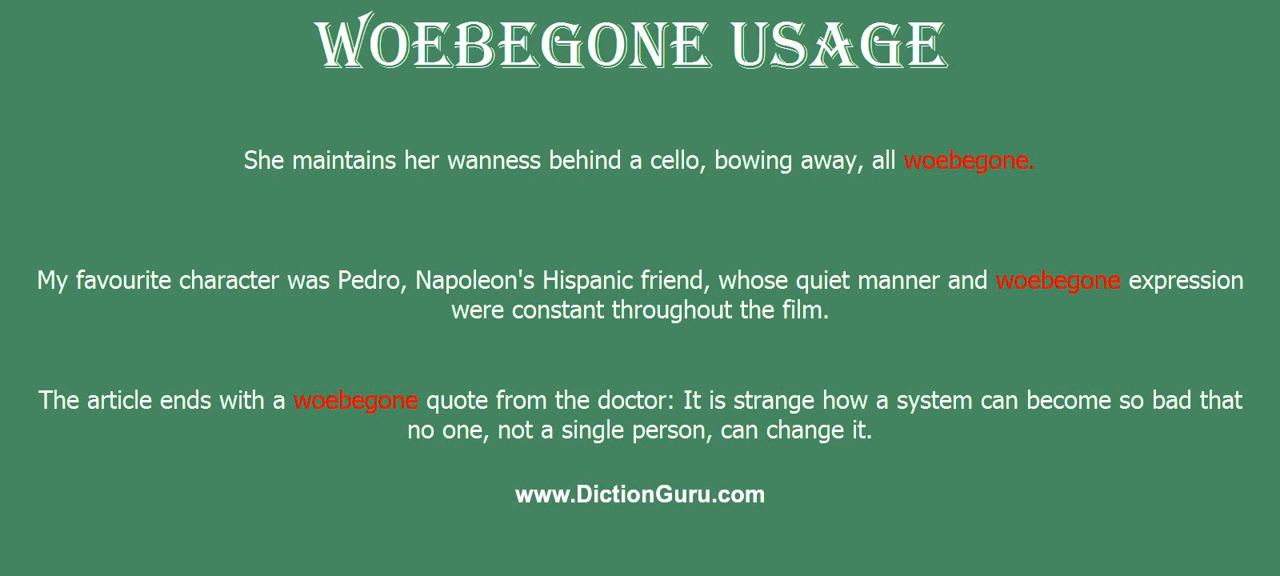 WOEBEGONE USAGE
She maintains her wanness behind a cello, bowing away, all woebegone.
My favourite character was Pedro, Napoleon's Hispanic friend, whose quiet manner and woebegone expression
were constant throughout the film.
The article ends with a woebegone quote from the doctor: It is strange how a system can become so bad that
no one, not a single person, can change it.
www.DictionGuru.com